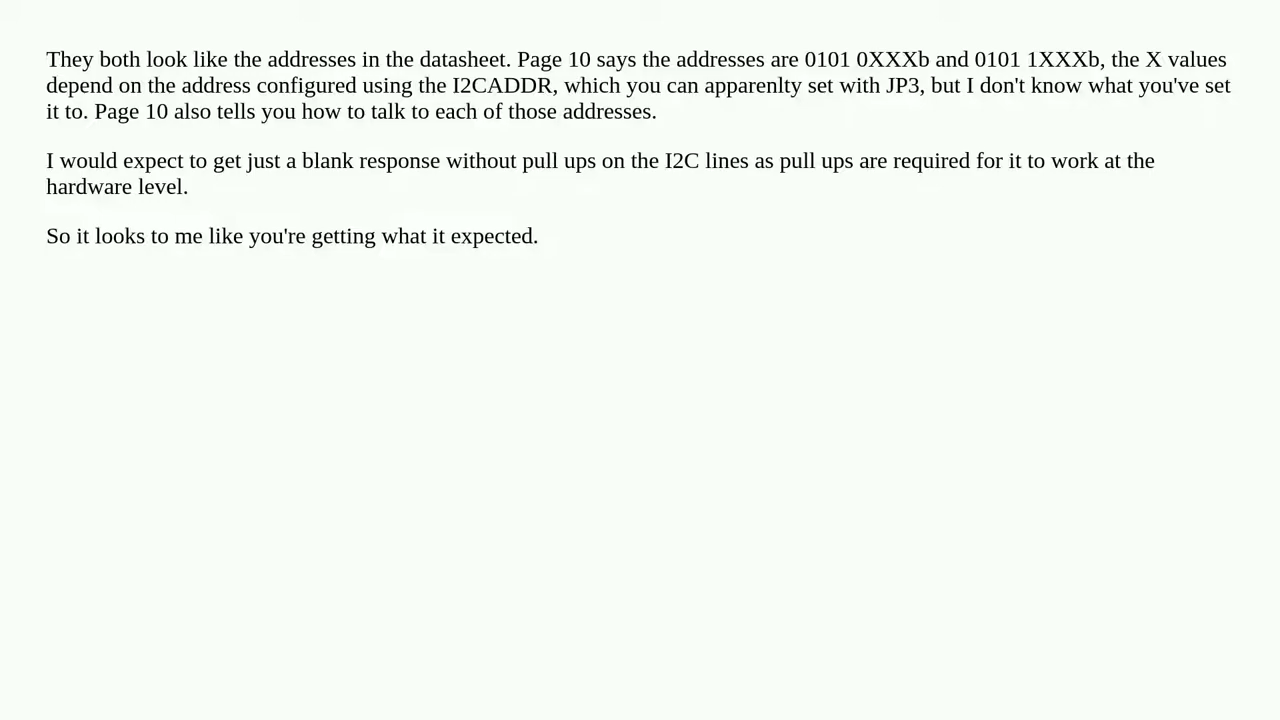 They both look like the addresses in the datasheet. Page 10 says the addresses are 0101 0XXXb and 0101 1XXXb, the X values
depend on the address configured using the I2CADDR, which you can apparenlty set with JP3, but I don't know what you've set
it to. Page 10 also tells you how to talk to each of those addresses.
I would expect to get just a blank response without pull ups on the I2C lines as pull ups are required for it to work at the
hardware level.
So it looks to me like you're getting what it expected.